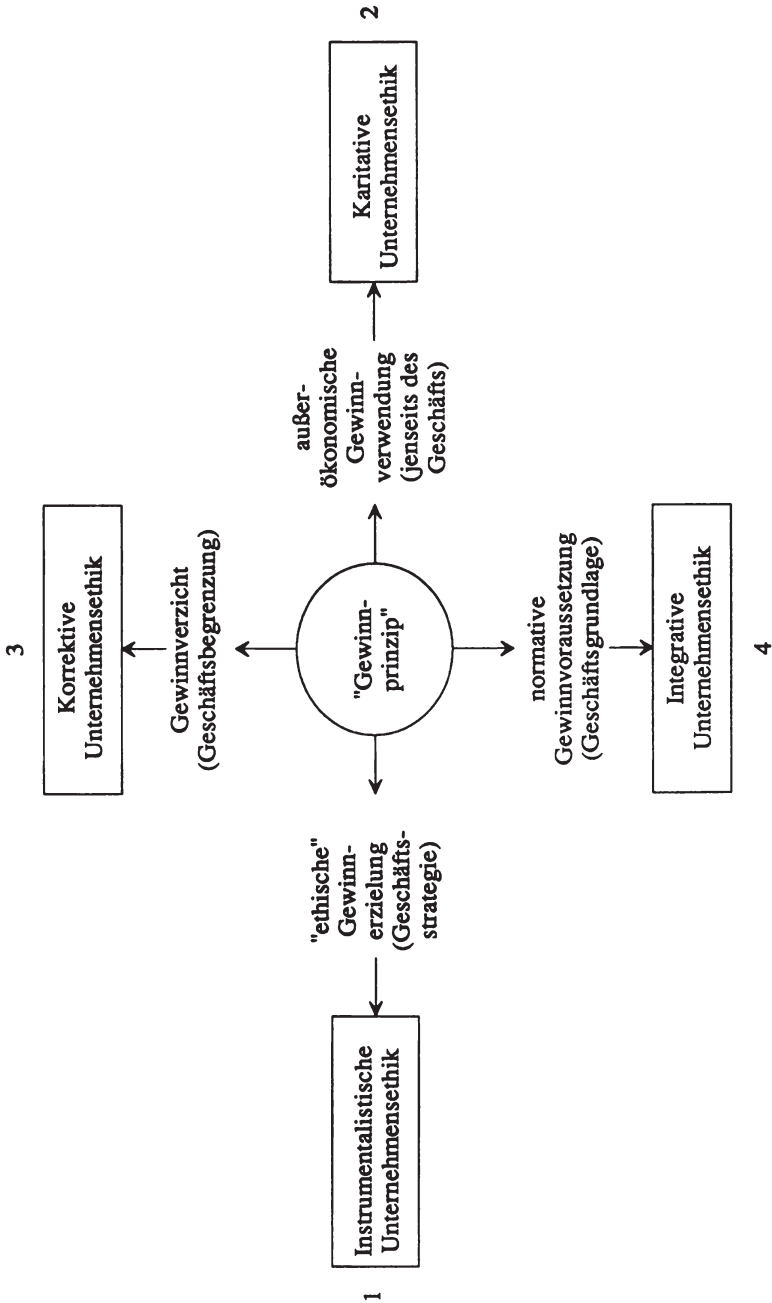 3
Korrektive
Unternehmensethik
Gewinnverzicht
(Geschäftsbegrenzung)
1
Instrumentalistische
Unternehmensethik
"ethische"
Gewinn-
erzielung
(Geschäfts-
strategie)
"Gewinn-
prinzip"
außer-
ökonomische
Gewinn-
verwendung
(jenseits des
Geschäfts)
Karitative
Unternehmensethik
2
normative
Gewinnvoraussetzung
(Geschäftsgrundlage)
Integrative
Unternehmensethik
4